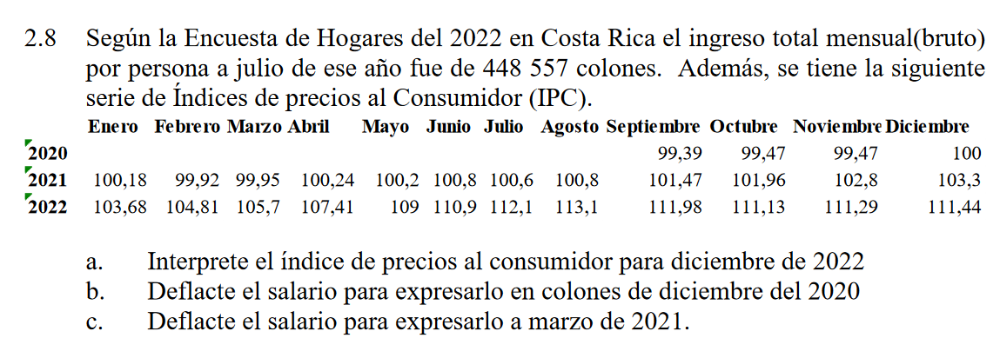 2.8 Según la Encuesta de Hogares del 2022 en Costa Rica el ingreso total mensual(bruto)
por persona a julio de ese año fue de 448 557 colones. Además, se tiene la siguiente
serie de Índices de precios al Consumidor (IPC).
Enero Febrero Marzo Abril Mayo Junio Julio Agosto Septiembre Octubre Noviembre Diciembre
2020 99,39 99,47 99,47 100
2021 100,18 99,92 99,95 100,24 100,2 100,8 100,6 100,8 101,47 101,96 102,8 103,3
2022 103,68 104,81 105,7 107,41 109 110,9 112,1 113,1 111,98 111,13 111,29 111,44
a. Interprete el índice de precios al consumidor para diciembre de 2022
b. Deflacte el salario para expresarlo en colones de diciembre del 2020
c. Deflacte el salario para expresarlo a marzo de 2021.